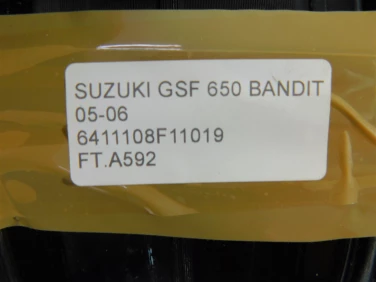 SUZUKI GSF 650 BANDIT
05-06
6411108F11019
FT.A592